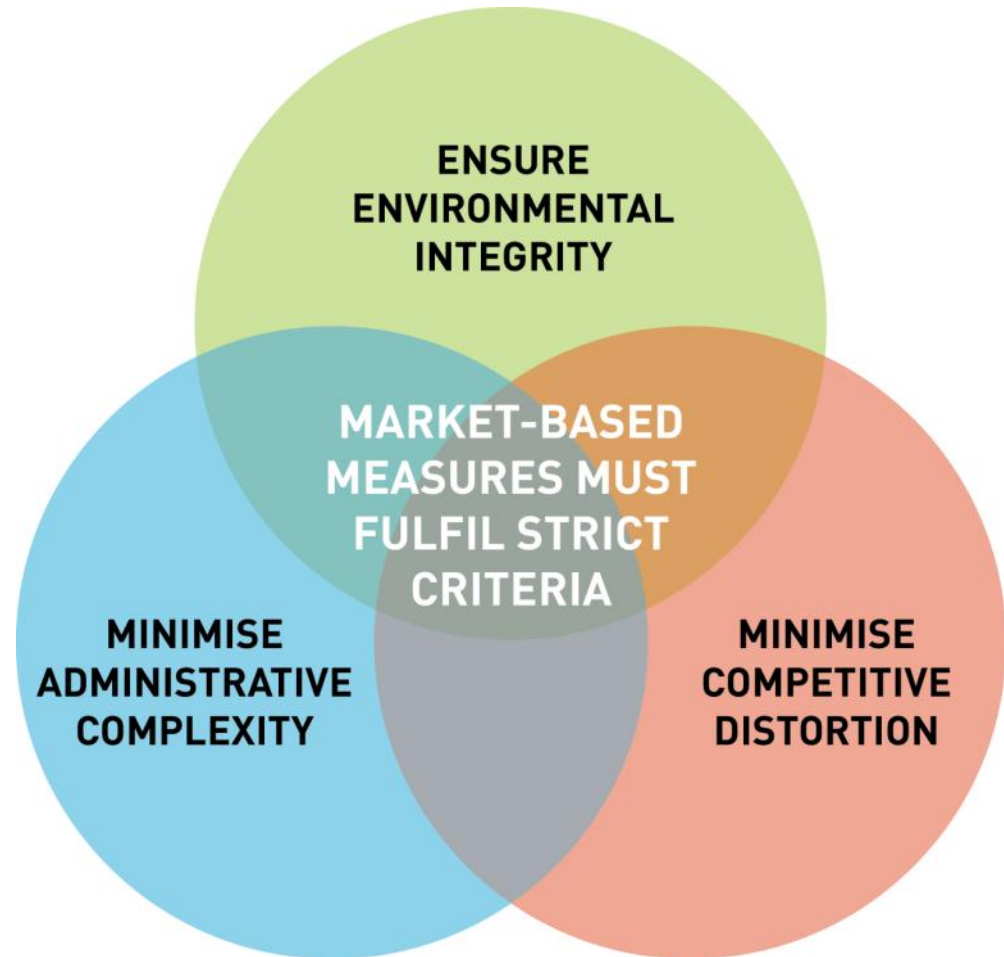 ENSURE
ENVIRONMENTAL
INTEGRITY
MARKET-BASED
MEASURES MUST
FULFIL STRICT
CRITERIA
MINIMISE
ADMINISTRATIVE
COMPLEXITY
MINIMISE
COMPETITIVE
DISTORTION